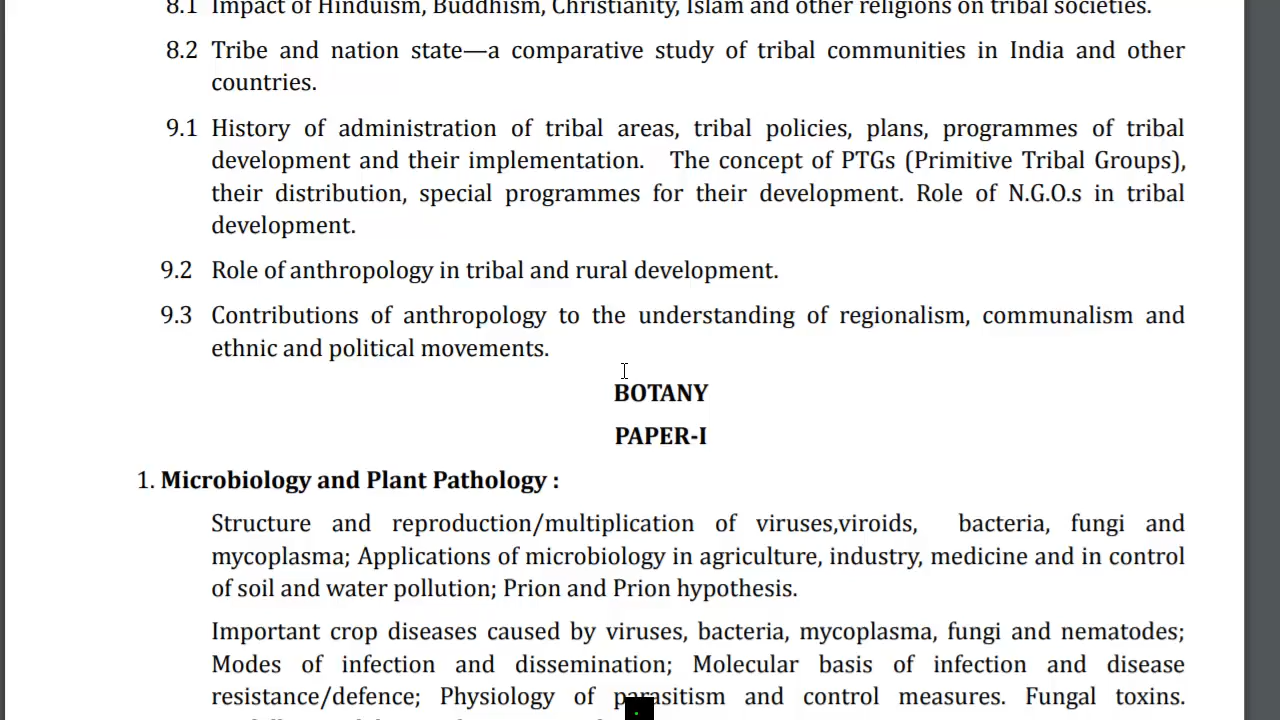 8.1 Impact of Hinduism, Buddhism, Christianity, Islam and other religions on tribal societies.
8.2 Tribe and nation state—a comparative study of tribal communities in India and other
countries.
9.1 History of administration of tribal areas, tribal policies, plans, programmes of tribal
development and their implementation. The concept of PTGs (Primitive Tribal Groups),
their distribution, special programmes for their development. Role of N.G.O.s in tribal
development.
9.2 Role of anthropology in tribal and rural development.
9.3 Contributions of anthropology to the understanding of regionalism, communalism and
ethnic and political movements.
BOTANY
PAPER-I
1. Microbiology and Plant Pathology :
Structure and reproduction/multiplication of viruses,viroids, bacteria, fungi and
mycoplasma; Applications of microbiology in agriculture, industry, medicine and in control
of soil and water pollution; Prion and Prion hypothesis.
Important crop diseases caused by viruses, bacteria, mycoplasma, fungi and nematodes;
Modes of infection and dissemination; Molecular basis of infection and disease
resistance/defence; Physiology of parasitism and control measures. Fungal toxins.